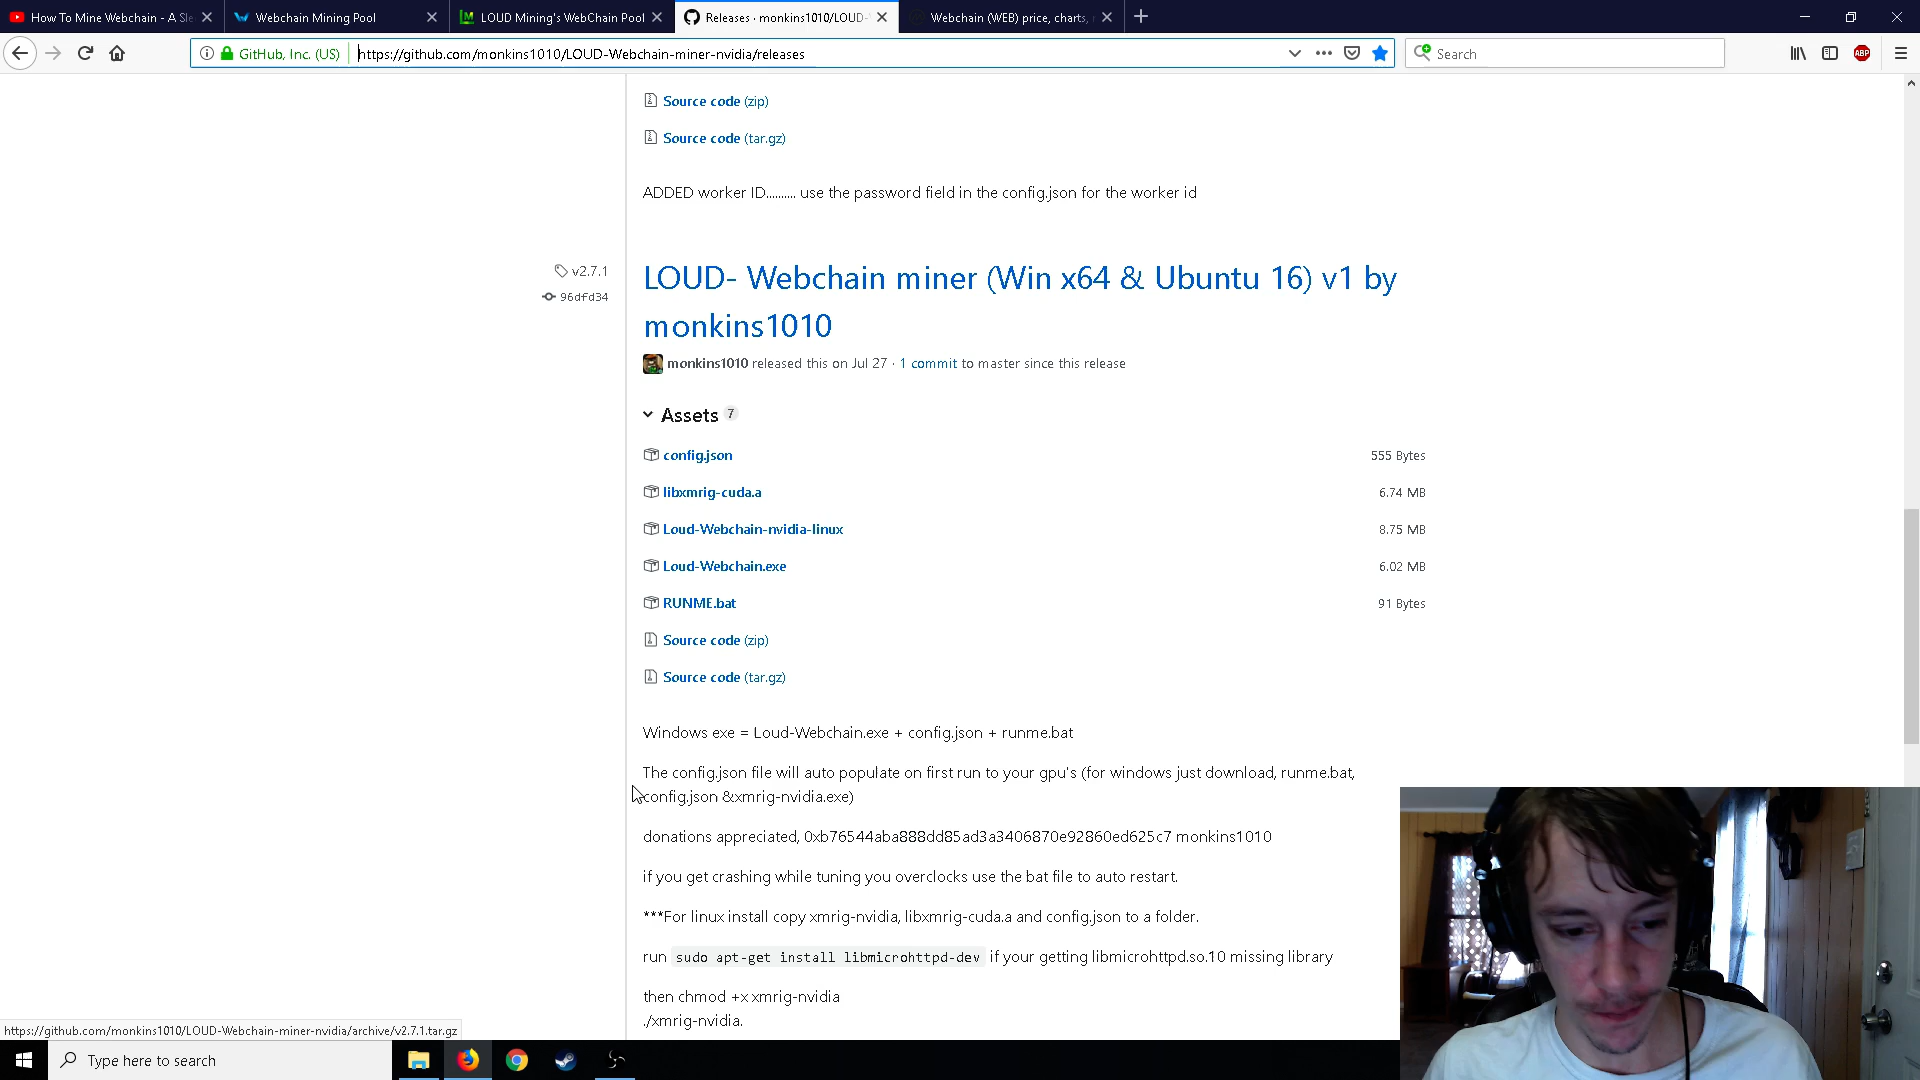 How To Mine Webchain - A Sle
Webchain Mining Pool
LOUD Mining's WebChain Pool
Releases · monkins1010/LOUD-
Webchain (WEB) price, charts,
GitHub, Inc. (US)
https://github.com/monkins1010/LOUD-Webchain-miner-nvidia/releases
Search
ABP
Source code (zip)
Source code (tar.gz)
ADDED worker ID.......... use the password field in the config.json for the worker id
v2.7.1
96dfd34
LOUD- Webchain miner (Win x64 & Ubuntu 16) v1 by
monkins1010
monkins1010 released this on Jul 27 · 1 commit to master since this release
Assets 7
config.json 555 Bytes
libxmrig-cuda.a 6.74 MB
Loud-Webchain-nvidia-linux 8.75 MB
Loud-Webchain.exe 6.02 MB
RUNME.bat 91 Bytes
Source code (zip)
Source code (tar.gz)
Windows exe = Loud-Webchain.exe + config.json + runme.bat
The config.json file will auto populate on first run to your gpu's (for windows just download, runme.bat,
config.json &xmrig-nvidia.exe)
donations appreciated, 0xb76544aba888dd85ad3a3406870e92860ed625c7 monkins1010
if you get crashing while tuning you overclocks use the bat file to auto restart.
***For linux install copy xmrig-nvidia, libxmrig-cuda.a and config.json to a folder.
run sudo apt-get install libmicrohttpd-dev if your getting libmicrohttpd.so.10 missing library
then chmod +x xmrig-nvidia
./xmrig-nvidia.
https://github.com/monkins1010/LOUD-Webchain-miner-nvidia/archive/v2.7.1.tar.gz
Type here to search